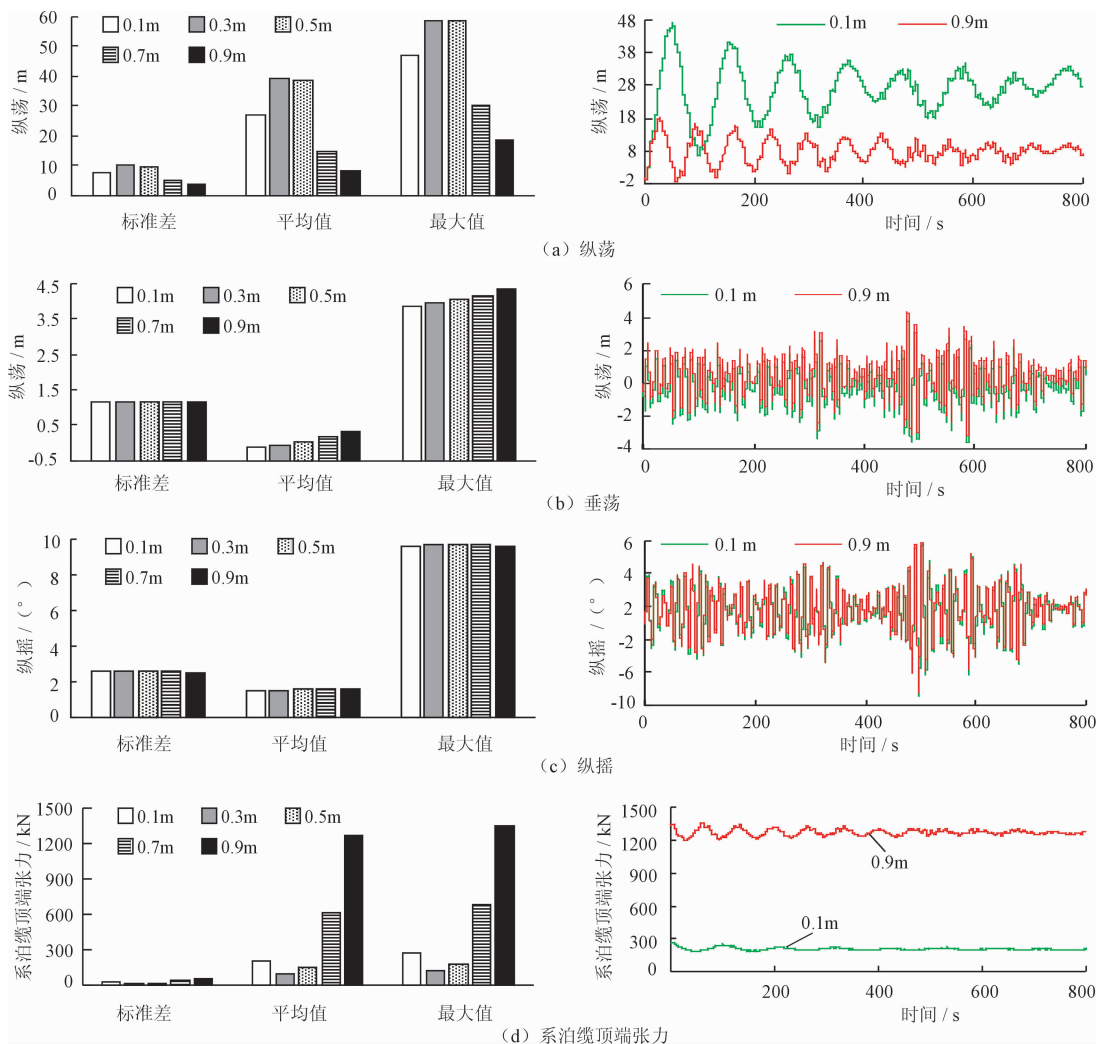 60
50
40
30
20
10
0
纵荡 / m
0.1m 0.3m 0.5m
0.7m 0.9m
标准差 平均值 最大值
48
38
28
18
8
-2
纵荡 / m
0.1m 0.9m
0 200 400 600 800
时间 / s
（a）纵荡
4.5
3.5
2.5
1.5
0.5
-0.5
纵荡 / m
0.1m 0.3m 0.5m
0.7m 0.9m
标准差 平均值 最大值
6
4
2
0
-2
-4
纵荡 / m
0.1 m 0.9 m
0 200 400 600 800
时间 / s
（b）垂荡
10
8
6
4
2
0
纵摇 /（°）
0.1m 0.3m 0.5m
0.7m 0.9m
标准差 平均值 最大值
6
4
2
-2
-6
-10
纵摇 /（°）
0.1 m 0.9 m
0 200 400 600 800
时间 / s
（c）纵摇
1500
1200
900
600
300
0
系泊缆顶端张力 / kN
0.1m 0.3m 0.5m
0.7m 0.9m
标准差 平均值 最大值
1500
1200
900
600
300
0
系泊缆顶端张力 / kN
0.9m
0.1m
200 400 600 800
时间 / s
（d）系泊缆顶端张力